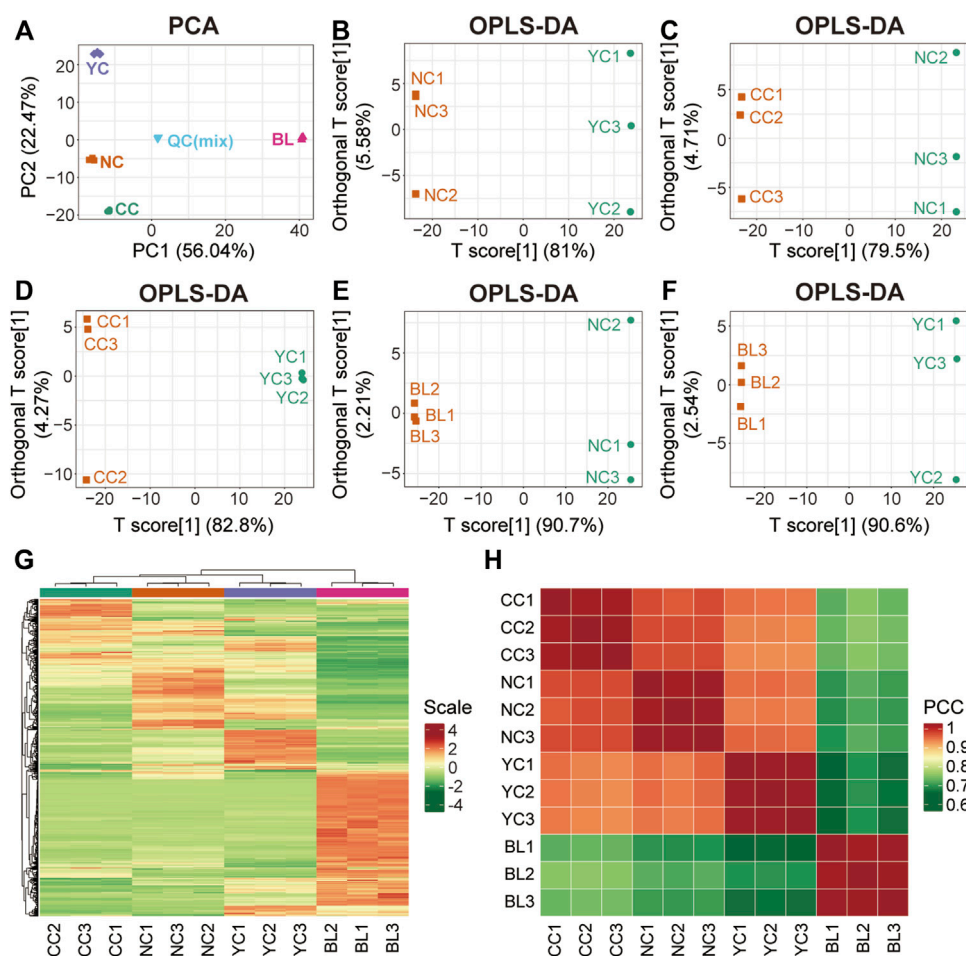 A
PCA
PC2 (22.47%)
20
10
0
−10
−20
YC
NC
CC
QC(mix)
BL
0
20
40
PC1 (56.04%)
B
OPLS-DA
Orthogonal T score[1]
(5.58%)
5
0
−5
NC1
NC3
NC2
YC1
YC3
YC2
−20
−10
0
10
20
T score[1] (81%)
C
OPLS-DA
Orthogonal T score[1]
(4.71%)
5
0
−5
CC1
CC2
CC3
NC2
NC3
NC1
−20
−10
0
10
20
T score[1] (79.5%)
D
OPLS-DA
Orthogonal T score[1]
(4.27%)
5
0
−5
−10
CC1
CC3
CC2
YC1
YC3
YC2
−20
−10
0
10
20
T score[1] (82.8%)
E
OPLS-DA
Orthogonal T score[1]
(2.21%)
5
0
−5
BL2
BL1
BL3
NC2
NC1
NC3
−20
−10
0
10
20
T score[1] (90.7%)
F
OPLS-DA
Orthogonal T score[1]
(2.54%)
5
0
−5
BL3
BL2
BL1
YC1
YC3
YC2
−20
−10
0
10
20
T score[1] (90.6%)
G
Scale
4
2
0
-2
-4
CC2
CC3
CC1
NC1
NC3
NC2
YC1
YC2
YC3
BL2
BL1
BL3
H
CC1
CC2
CC3
NC1
NC2
NC3
YC1
YC2
YC3
BL1
BL2
BL3
CC1
CC2
CC3
NC1
NC2
NC3
YC1
YC2
YC3
BL1
BL2
BL3
PCC
1
0.9
0.8
0.7
0.6